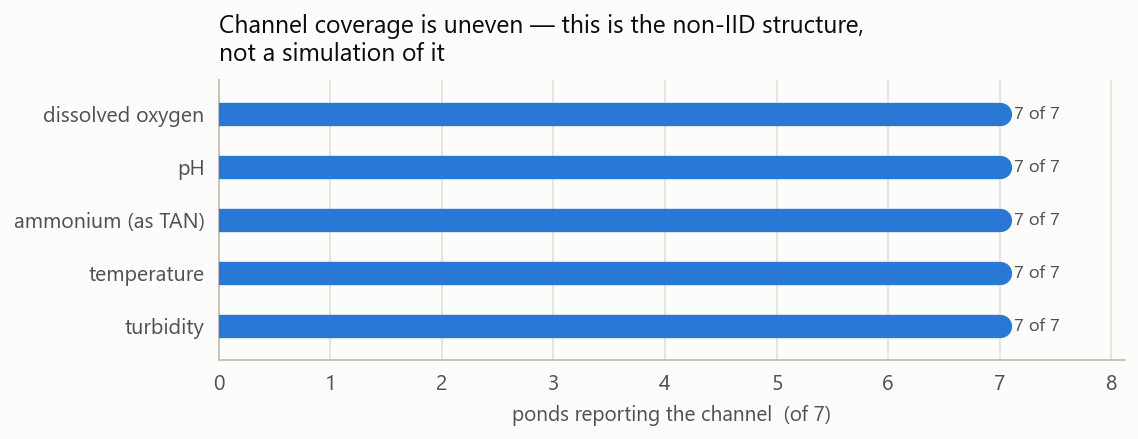 Channel coverage is uneven — this is the non-IID structure,
not a simulation of it
dissolved oxygen 7 of 7
pH 7 of 7
ammonium (as TAN) 7 of 7
temperature 7 of 7
turbidity 7 of 7
0 1 2 3 4 5 6 7 8
ponds reporting the channel (of 7)